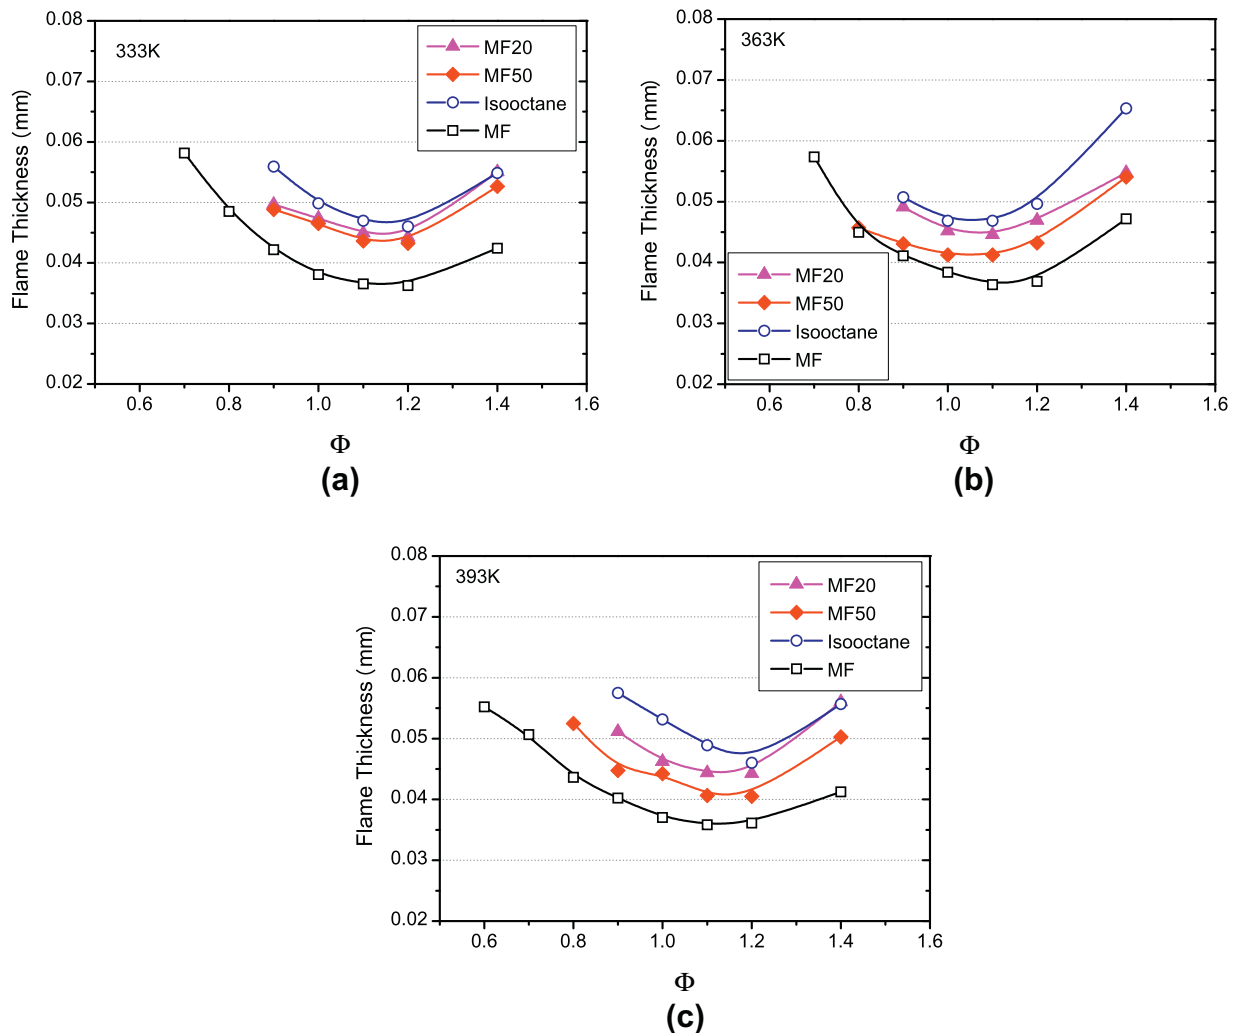 0.08
0.07
0.06
0.05
0.04
0.03
0.02
Flame Thickness (mm)
333K
MF20
MF50
Isooctane
MF
0.6 0.8 1.0 1.2 1.4 1.6
Φ
(a)
0.08
0.07
0.06
0.05
0.04
0.03
0.02
Flame Thickness (mm)
363K
MF20
MF50
Isooctane
MF
0.6 0.8 1.0 1.2 1.4 1.6
Φ
(b)
0.08
0.07
0.06
0.05
0.04
0.03
0.02
Flame Thickness (mm)
393K
MF20
MF50
Isooctane
MF
0.6 0.8 1.0 1.2 1.4 1.6
Φ
(c)